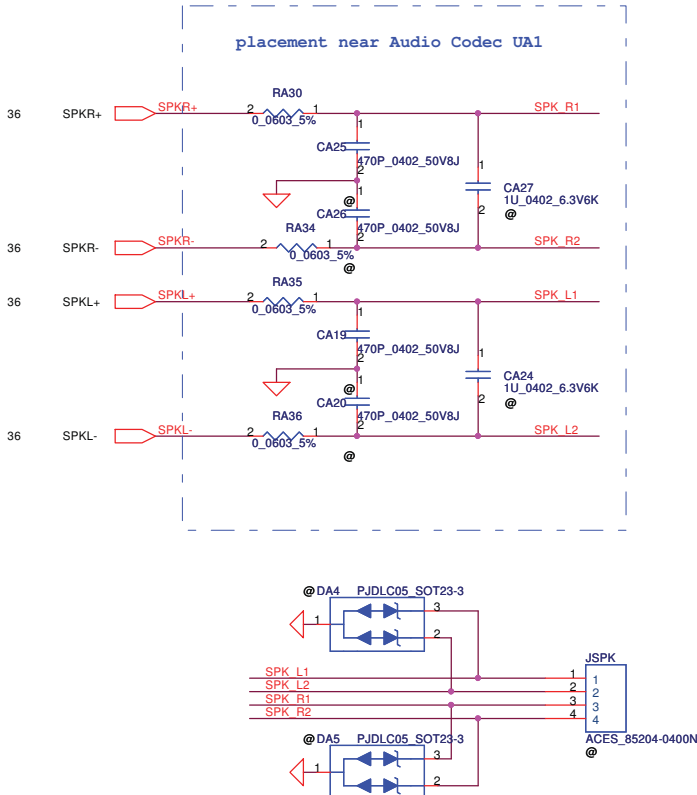 placement near Audio Codec UA1
RA30
36 SPKR+ SPKR+ 2 1 SPK_R1
0_0603_5%
1
CA25
470P_0402_50V8J
2
1
1
@
CA27
1U_0402_6.3V6K
CA26
2
@
470P_0402_50V8J
RA34
2
36 SPKR- SPKR- 2 1 SPK_R2
0_0603_5%
@
RA35
36 SPKL+ SPKL+ 2 1 SPK_L1
0_0603_5%
1
CA19
470P_0402_50V8J
2
1
1
@
CA24
1U_0402_6.3V6K
CA20
2
@
470P_0402_50V8J
RA36
2
36 SPKL- SPKL- 2 1 SPK_L2
0_0603_5%
@
@ DA4 PJDLC05_SOT23-3
3
1
2
JSPK
SPK_L1 1 1
SPK_L2 2 2
SPK_R1 3 3
SPK_R2 4 4
@ DA5 PJDLC05_SOT23-3
ACES_85204-0400N
@
3
1
2